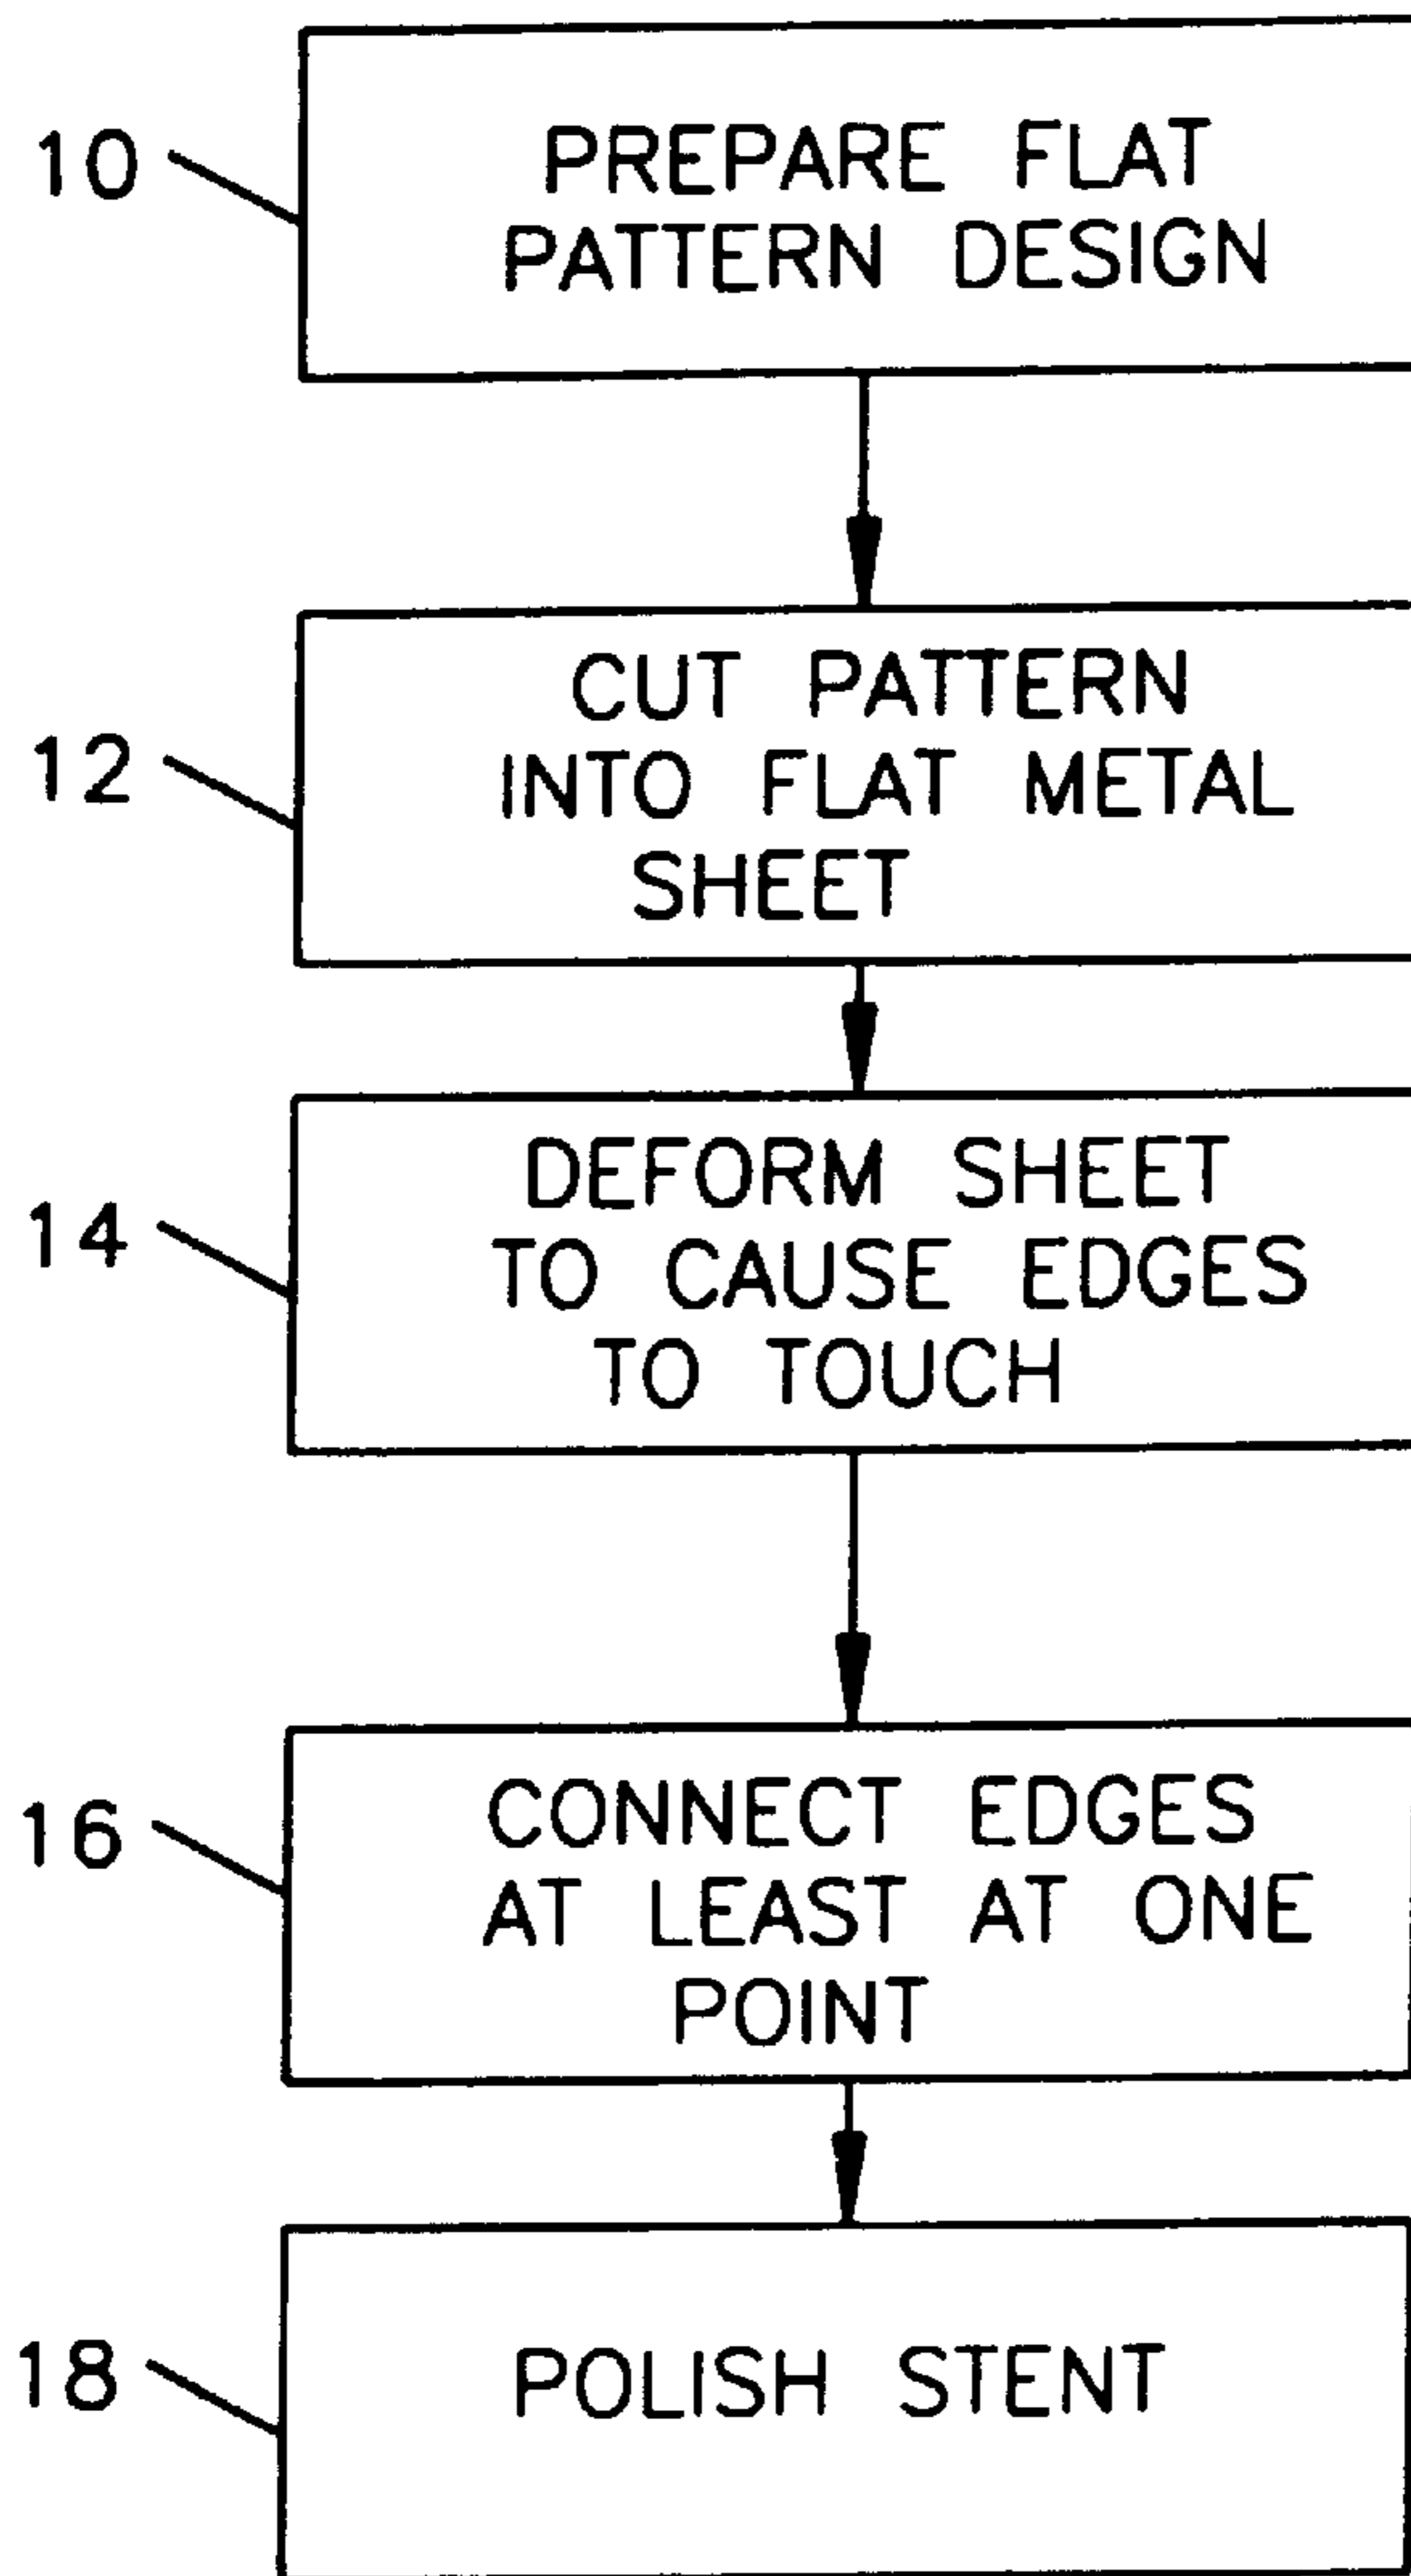 10
PREPARE FLAT
PATTERN DESIGN
12
CUT PATTERN
INTO FLAT METAL
SHEET
14
DEFORM SHEET
TO CAUSE EDGES
TO TOUCH
16
CONNECT EDGES
AT LEAST AT ONE
POINT
18
POLISH STENT